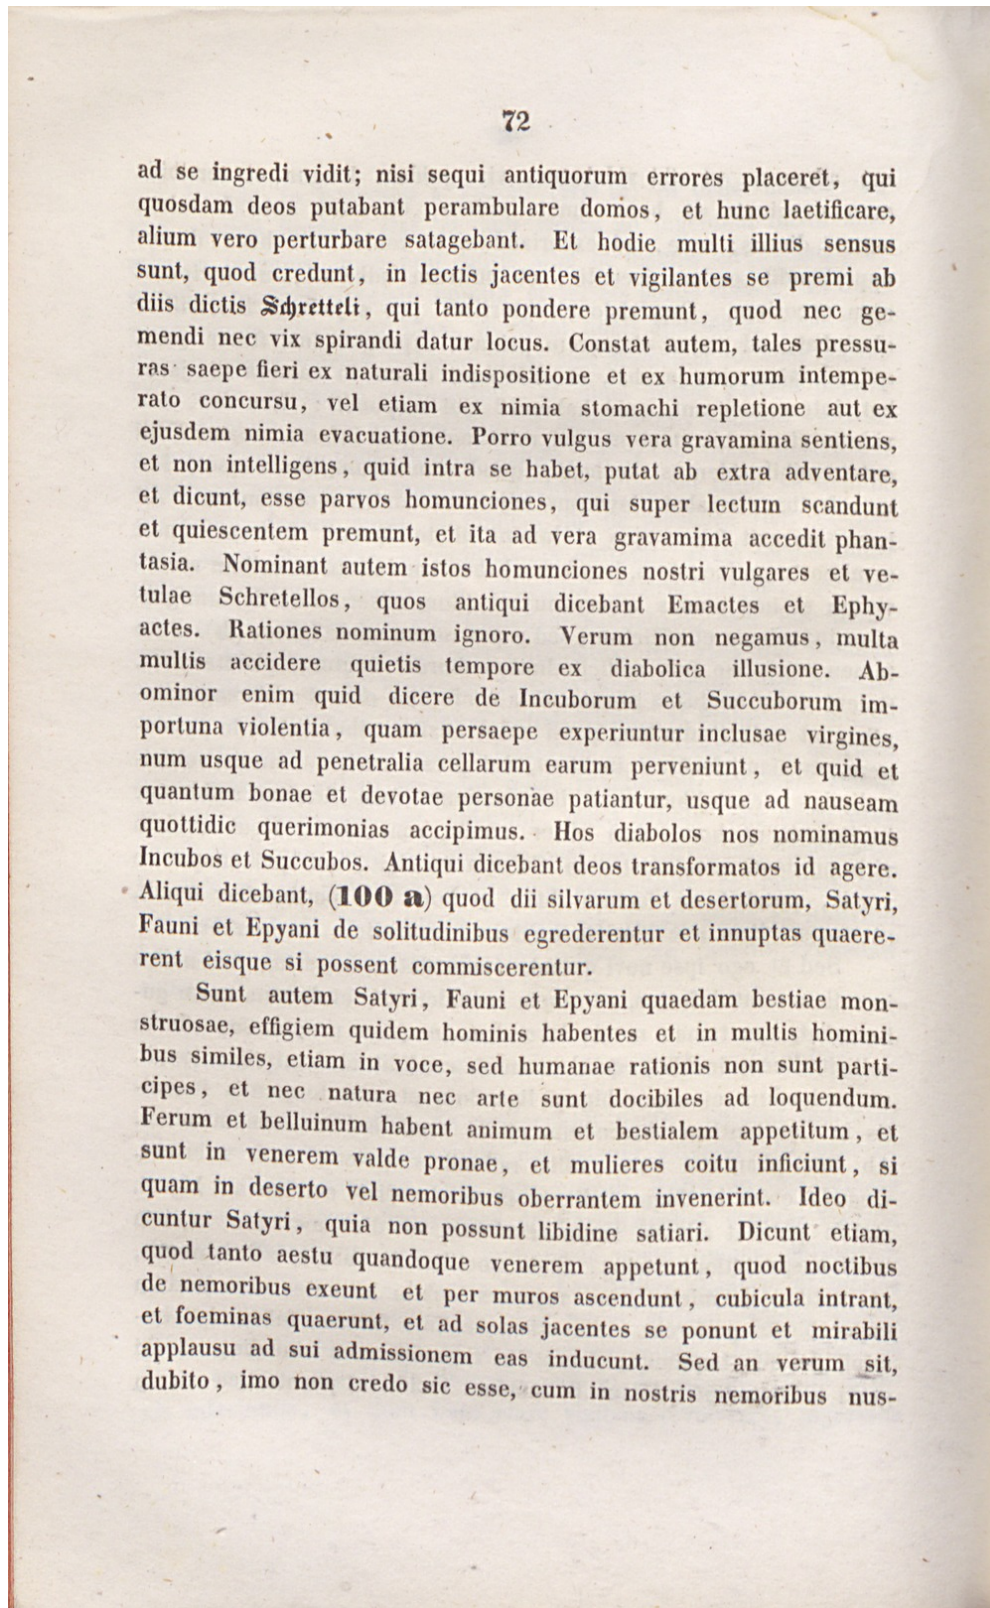 72
ad se ingredi vidit; nisi sequi antiquorum errores placeret, qui
quosdam deos putabant perambulare domos, et hunc laetificare,
alium vero perturbare satagebant. Et hodie multi illius sensus
sunt, quod credunt, in lectis jacentes et vigilantes se premi ab
diis dictis Schretteli, qui tanto pondere premunt, quod nec ge-
mendi nec vix spirandi datur locus. Constat autem, tales pressu-
ras saepe fieri ex naturali indispositione et ex humorum intempe-
rato concursu, vel etiam ex nimia stomachi repletione aut ex
ejusdem nimia evacuatione. Porro vulgus vera gravamina sentiens,
et non intelligens, quid intra se habet, putat ab extra adventare,
et dicunt, esse parvos homunciones, qui super lectum scandunt
et quiescentem premunt, et ita ad vera gravamima accedit phan-
tasia. Nominant autem istos homunciones nostri vulgares et ve-
tulae Schretellos, quos antiqui dicebant Emactes et Ephy-
actes. Rationes nominum ignoro. Verum non negamus, multa
multis accidere quietis tempore ex diabolica illusione. Ab-
ominor enim quid dicere de Incuborum et Succuborum im-
portuna violentia, quam persaepe experiuntur inclusae virgines,
num usque ad penetralia cellarum earum perveniunt, et quid et
quantum bonae et devotae personae patiantur, usque ad nauseam
quottidic querimonias accipimus. Hos diabolos nos nominamus
Incubos et Succubos. Antiqui dicebant deos transformatos id agere.
Aliqui dicebant, (100 a) quod dii silvarum et desertorum, Satyri,
Fauni et Epyani de solitudinibus egrederentur et innuptas quaere-
rent eisque si possent commiscerentur.
Sunt autem Satyri, Fauni et Epyani quaedam bestiae mon-
struosae, effigiem quidem hominis habentes et in multis homini-
bus similes, etiam in voce, sed humanae rationis non sunt parti-
cipes, et nec natura nec arte sunt docibiles ad loquendum.
Ferum et belluinum habent animum et bestialem appetitum, et
sunt in venerem valde pronae, et mulieres coitu inficiunt, si
quam in deserto vel nemoribus oberrantem invenerint. Ideo di-
cuntur Satyri, quia non possunt libidine satiari. Dicunt etiam,
quod tanto aestu quandoque venerem appetunt, quod noctibus
de nemoribus exeunt et per muros ascendunt, cubicula intrant,
et foeminas quaerunt, et ad solas jacentes se ponunt et mirabili
applausu ad sui admissionem eas inducunt. Sed an verum sit,
dubito, imo non credo sic esse, cum in nostris nemoribus nus-